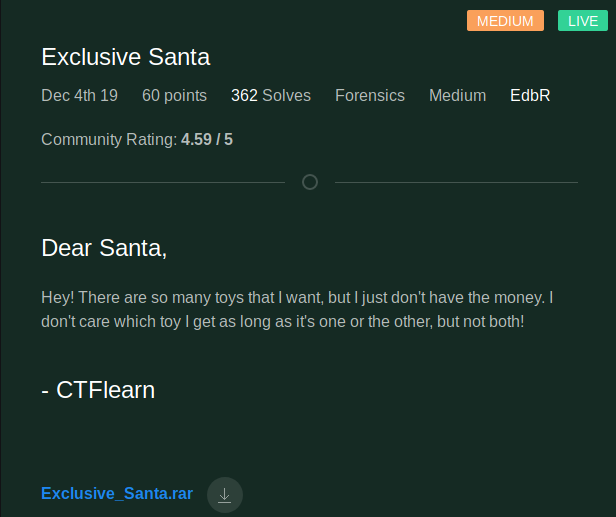 MEDIUM LIVE
Exclusive Santa
Dec 4th 19 60 points 362 Solves Forensics Medium EdbR
Community Rating: 4.59 / 5
Dear Santa,
Hey! There are so many toys that I want, but I just don't have the money. I
don't care which toy I get as long as it's one or the other, but not both!
- CTFlearn
Exclusive_Santa.rar